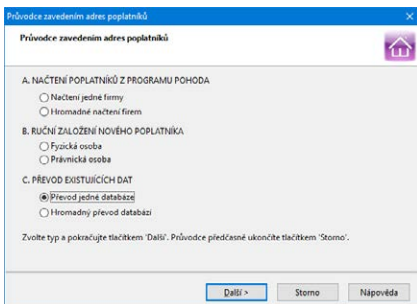 Průvodce zavedením adres poplatníků
Průvodce zavedením adres poplatníků
A. NAČTENÍ POPLATNÍKŮ Z PROGRAMU POHODA
Načtení jedné firmy
Hromadné načtení firem
B. RUČNÍ ZALOŽENÍ NOVÉHO POPLATNÍKA
Fyzická osoba
Právnická osoba
C. PŘEVOD EXISTUJÍCÍCH DAT
Převod jedné databáze
Hromadný převod databází
Zvolte typ a pokračujte tlačítkem 'Další'. Průvodce předčasně ukončíte tlačítkem 'Storno'.
Další > Storno Nápověda